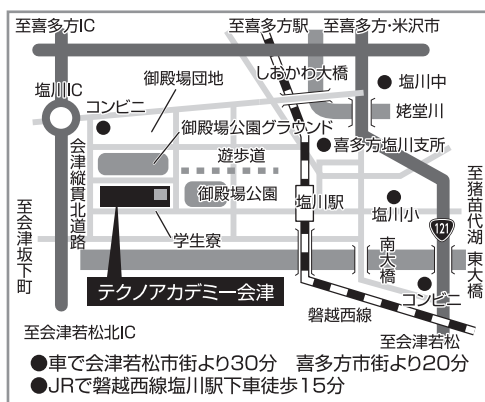 至喜多方IC
至喜多方駅
至喜多方・米沢市
しおかわ大橋
塩川IC
コンビニ
御殿場団地
塩川中
姥堂川
御殿場公園グラウンド
喜多方塩川支所
遊歩道
会津縦貫北道路
御殿場公園
塩川駅
塩川小
至猪苗代湖
至会津坂下町
学生寮
121
南大橋
東大橋
テクノアカデミー会津
コンビニ
磐越西線
至会津若松北IC
至会津若松
●車で会津若松市街より30分 喜多方市街より20分
●JRで磐越西線塩川駅下車徒歩15分